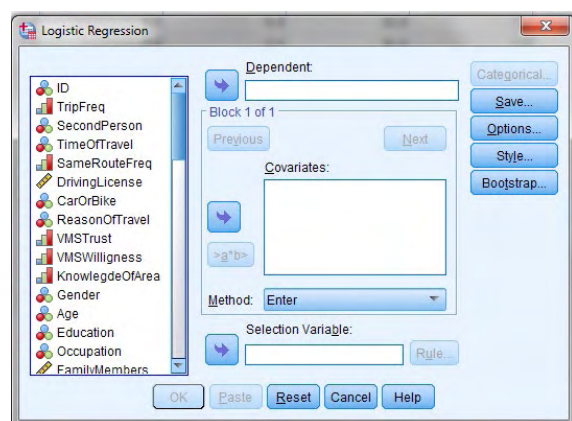 Logistic Regression
ID
TripFreq
SecondPerson
TimeOfTravel
SameRouteFreq
DrivingLicense
CarOrBike
ReasonOfTravel
VMSTrust
VMSWilligness
KnowlegdeOfArea
Gender
Age
Education
Occupation
FamilyMembers
Dependent:
Block 1 of 1
Previous
Next
Covariates:
>a*b>
Method: Enter
Selection Variable:
Rule...
Categorical...
Save...
Options...
Style...
Bootstrap...
OK Paste Reset Cancel Help